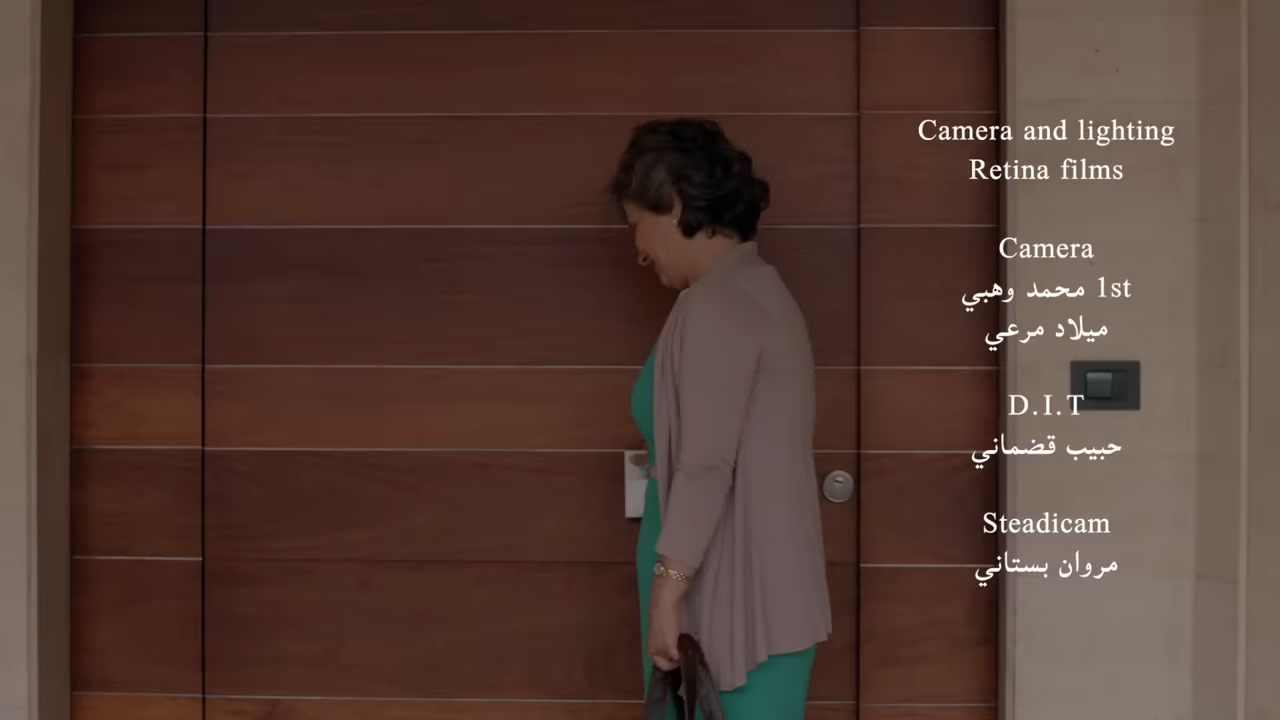 Camera and lighting
Retina films
Camera
1st محمد وهبي
ميلاد مرعي
D.I.T
حبيب قضماني
Steadicam
مروان بستاني